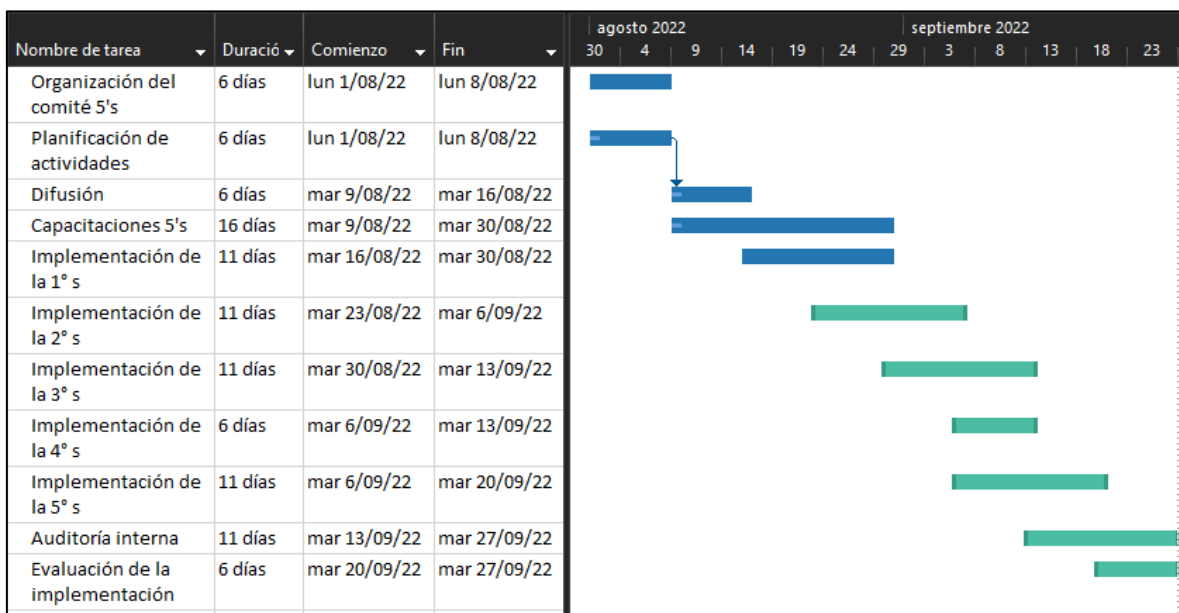 agosto 2022 septiembre 2022
Nombre de tarea Duració Comienzo Fin 30 4 9 14 19 24 29 3 8 13 18 23
Organización del 6 días lun 1/08/22 lun 8/08/22
comité 5's
Planificación de 6 días lun 1/08/22 lun 8/08/22
actividades
Difusión 6 días mar 9/08/22 mar 16/08/22
Capacitaciones 5's 16 días mar 9/08/22 mar 30/08/22
Implementación de 11 días mar 16/08/22 mar 30/08/22
la 1° s
Implementación de 11 días mar 23/08/22 mar 6/09/22
la 2° s
Implementación de 11 días mar 30/08/22 mar 13/09/22
la 3° s
Implementación de 6 días mar 6/09/22 mar 13/09/22
la 4° s
Implementación de 11 días mar 6/09/22 mar 20/09/22
la 5° s
Auditoría interna 11 días mar 13/09/22 mar 27/09/22
Evaluación de la 6 días mar 20/09/22 mar 27/09/22
implementación